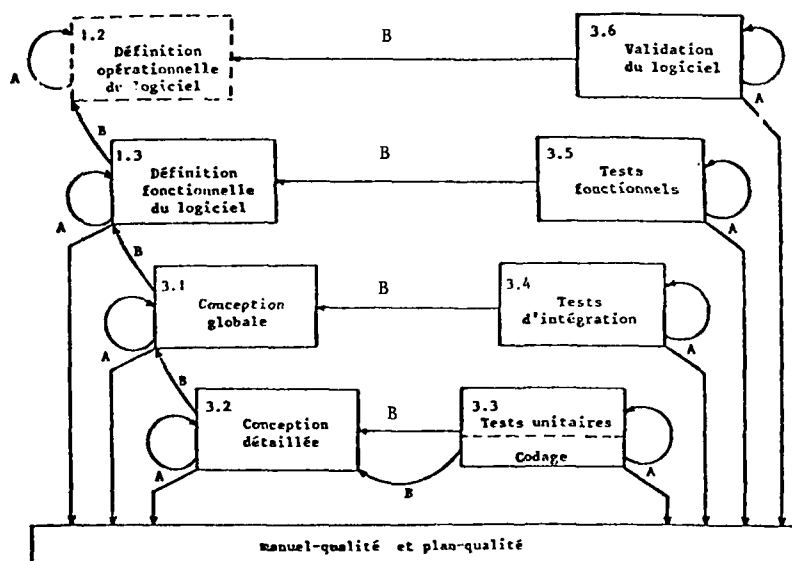 1.2
Définition
opérationnelle
du logiciel
B
3.6
Validation
du logiciel
A
A
B
1.3
Définition
fonctionnelle
du logiciel
B
3.5
Tests
fonctionnels
A
A
B
3.1
Conception
globale
B
3.4
Tests
d'intégration
A
A
B
3.2
Conception
détaillée
B
3.3
Tests unitaires
Codage
A
A
B
manuel-qualité et plan-qualité